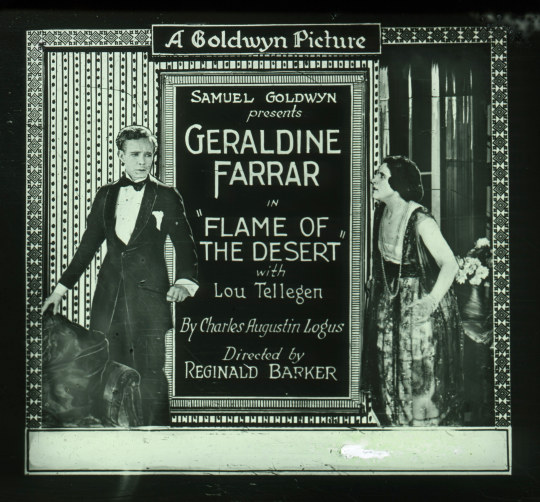 A Goldwyn Picture
SAMUEL GOLDWYN
presents
GERALDINE
FARRAR
IN
"FLAME OF
THE DESERT"
with
Lou Tellegen
By Charles Augustin Logus
Directed by
REGINALD BARKER